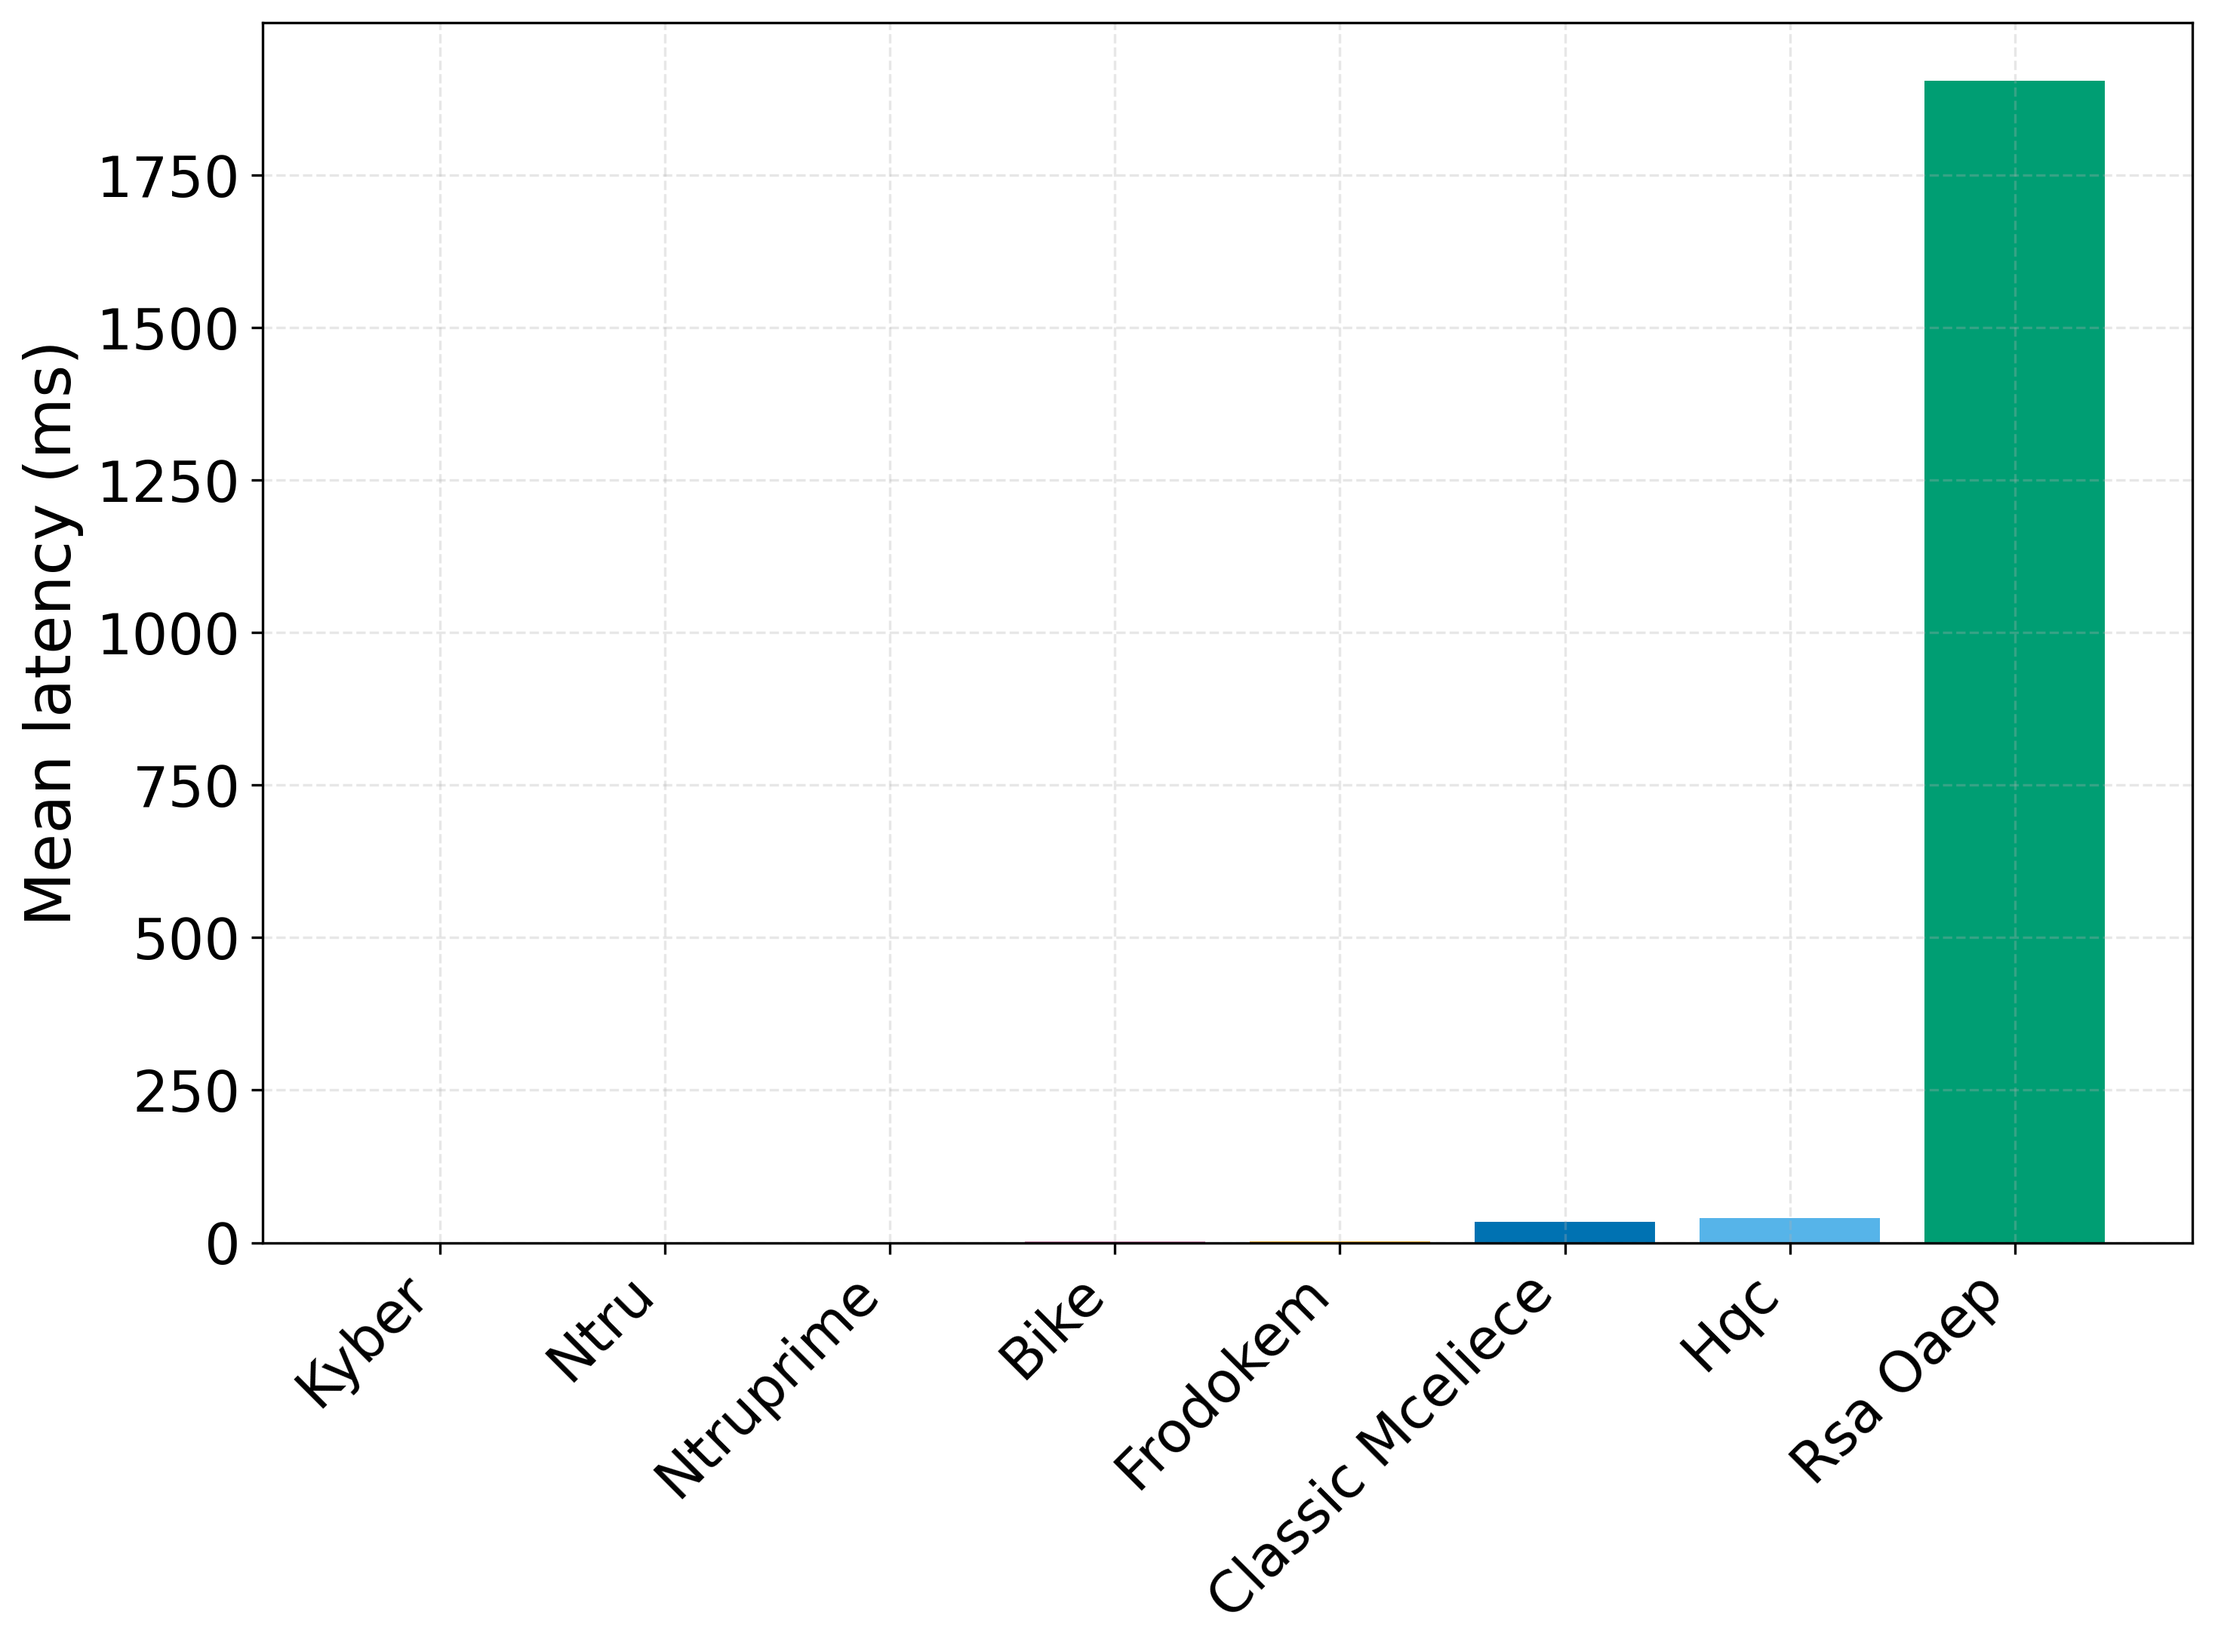 Mean latency (ms)
1750
1500
1250
1000
750
500
250
0
Kyber
Ntru
Ntruprime
Bike
Frodokem
Classic Mceliece
Hqc
Rsa Oaep